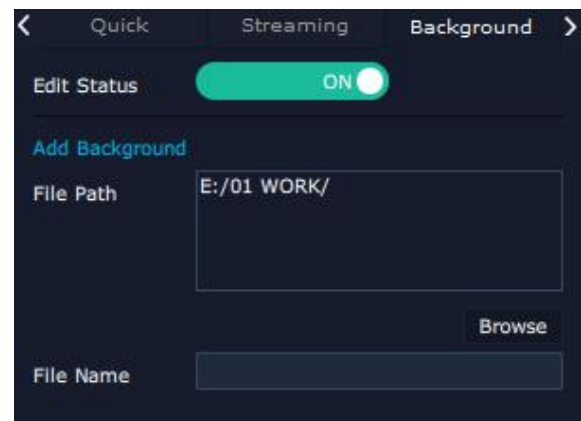 Quick Streaming Background
Edit Status ON
Add Background
File Path E:/01 WORK/
Browse
File Name